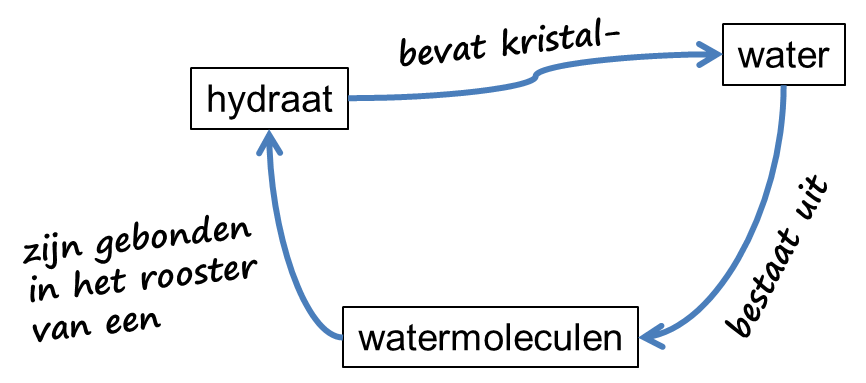 bevat kristal-
water
hydraat
bestaat uit
zijn gebonden
in het rooster
van een
watermoleculen